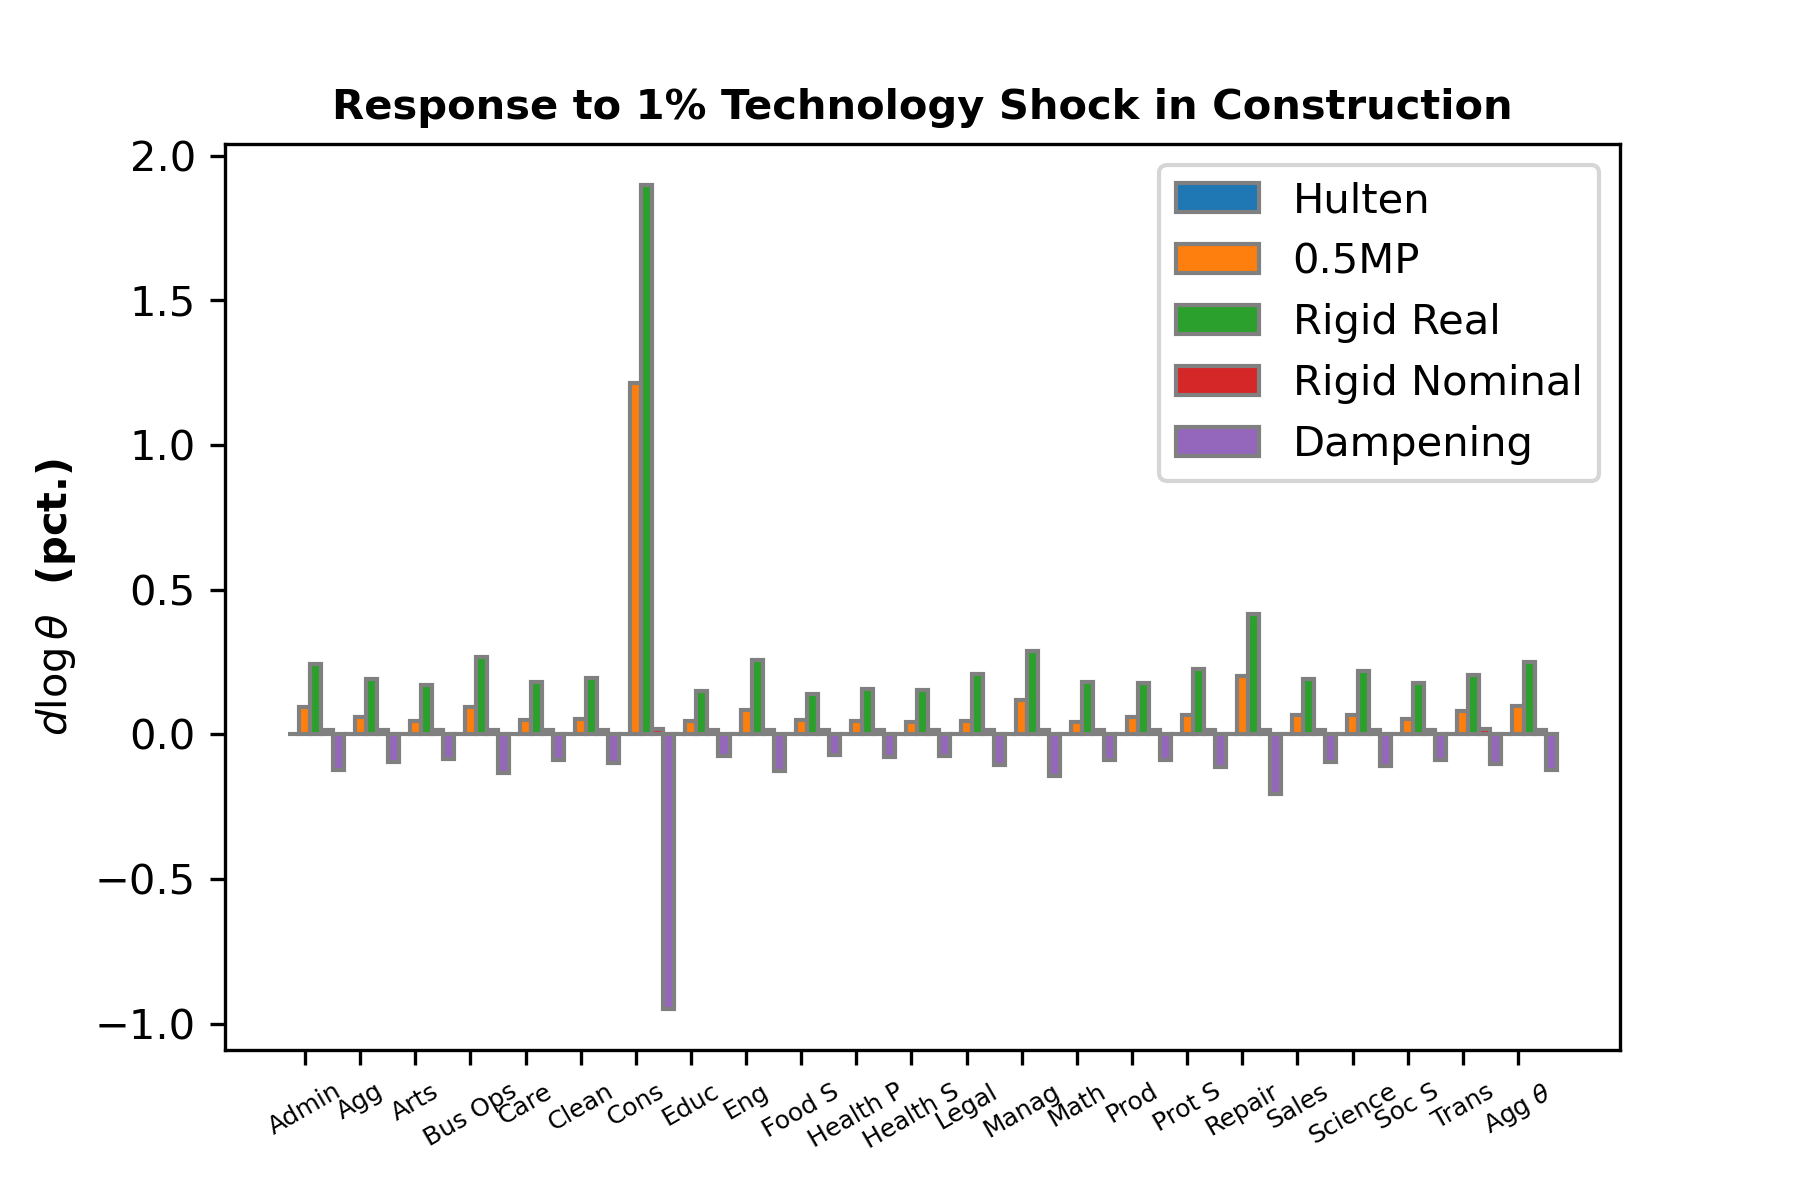 Response to 1% Technology Shock in Construction
2.0
1.5
1.0
0.5
0.0
−0.5
−1.0
dlog θ (pct.)
Hulten
0.5MP
Rigid Real
Rigid Nominal
Dampening
Admin
Agg
Arts
Bus Ops
Care
Clean
Cons
Educ
Eng
Food S
Health P
Health S
Legal
Manag
Math
Prod
Prot S
Repair
Sales
Science
Soc S
Trans
Agg θ